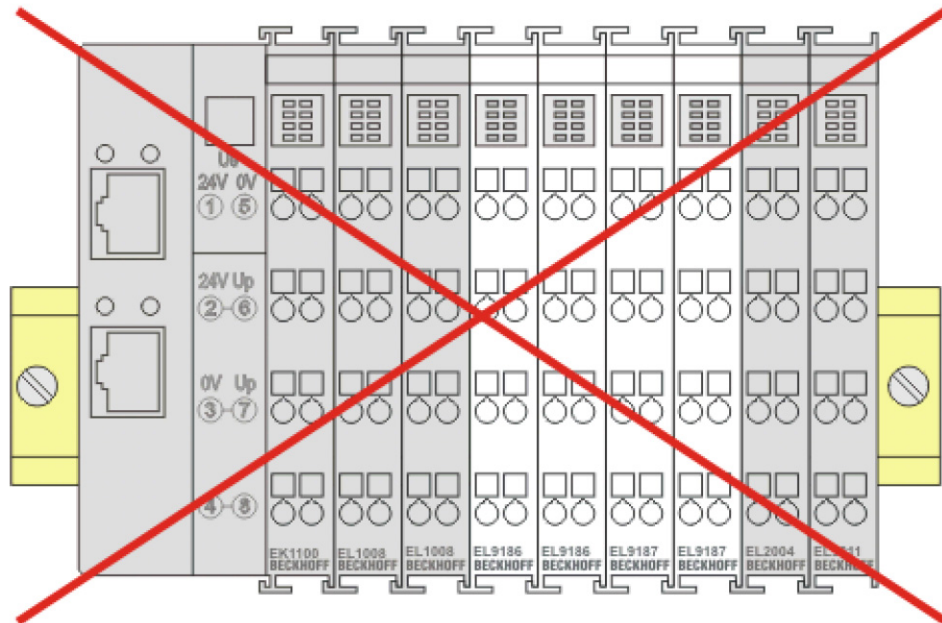 Up
24V 0V
1 5
24V Up
2 6
0V Up
3 7
4 8
EK1100 EL1008 EL1008 EL9186 EL9186 EL9187 EL9187 EL2004
BECKHOFF BECKHOFF BECKHOFF BECKHOFF BECKHOFF BECKHOFF BECKHOFF BECKHOFF BECKHOFF